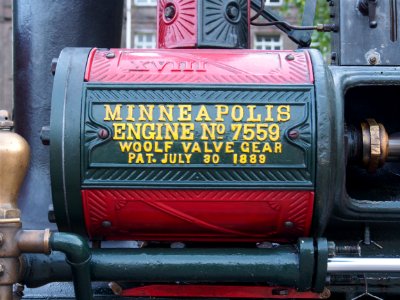 XVIII
MINNEAPOLIS
ENGINE NO 7559
WOOLF VALVE GEAR
PAT. JULY 30 1889